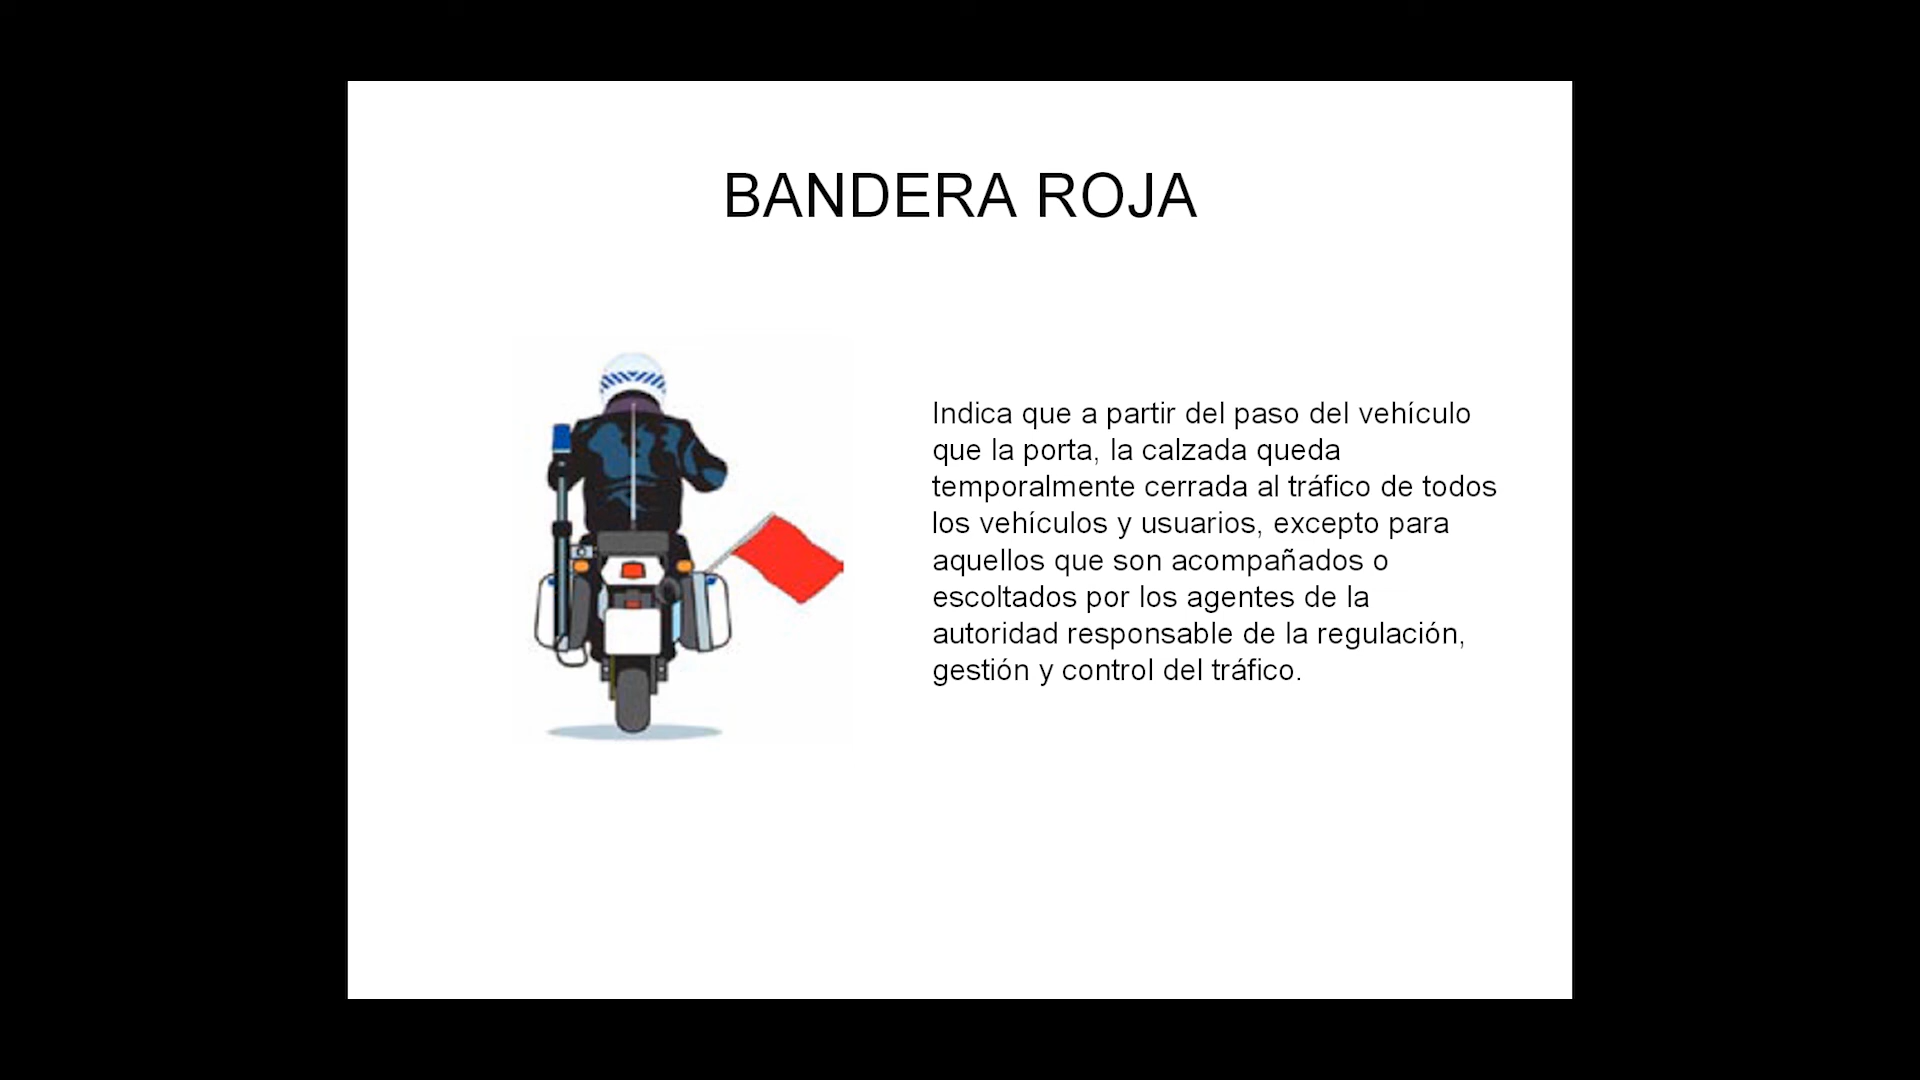 BANDERA ROJA
Indica que a partir del paso del vehículo
que la porta, la calzada queda
temporalmente cerrada al tráfico de todos
los vehículos y usuarios, excepto para
aquellos que son acompañados o
escoltados por los agentes de la
autoridad responsable de la regulación,
gestión y control del tráfico.